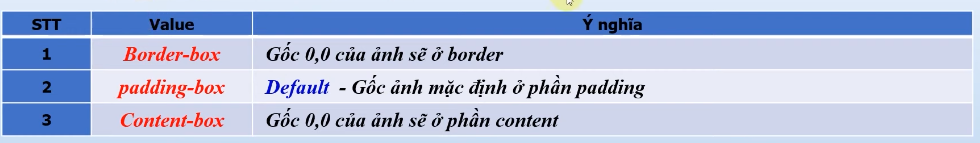 STT Value Ý nghĩa
1 Border-box Gốc 0,0 của ảnh sẽ ở border
2 padding-box Default - Gốc ảnh mặc định ở phần padding
3 Content-box Gốc 0,0 của ảnh sẽ ở phần content